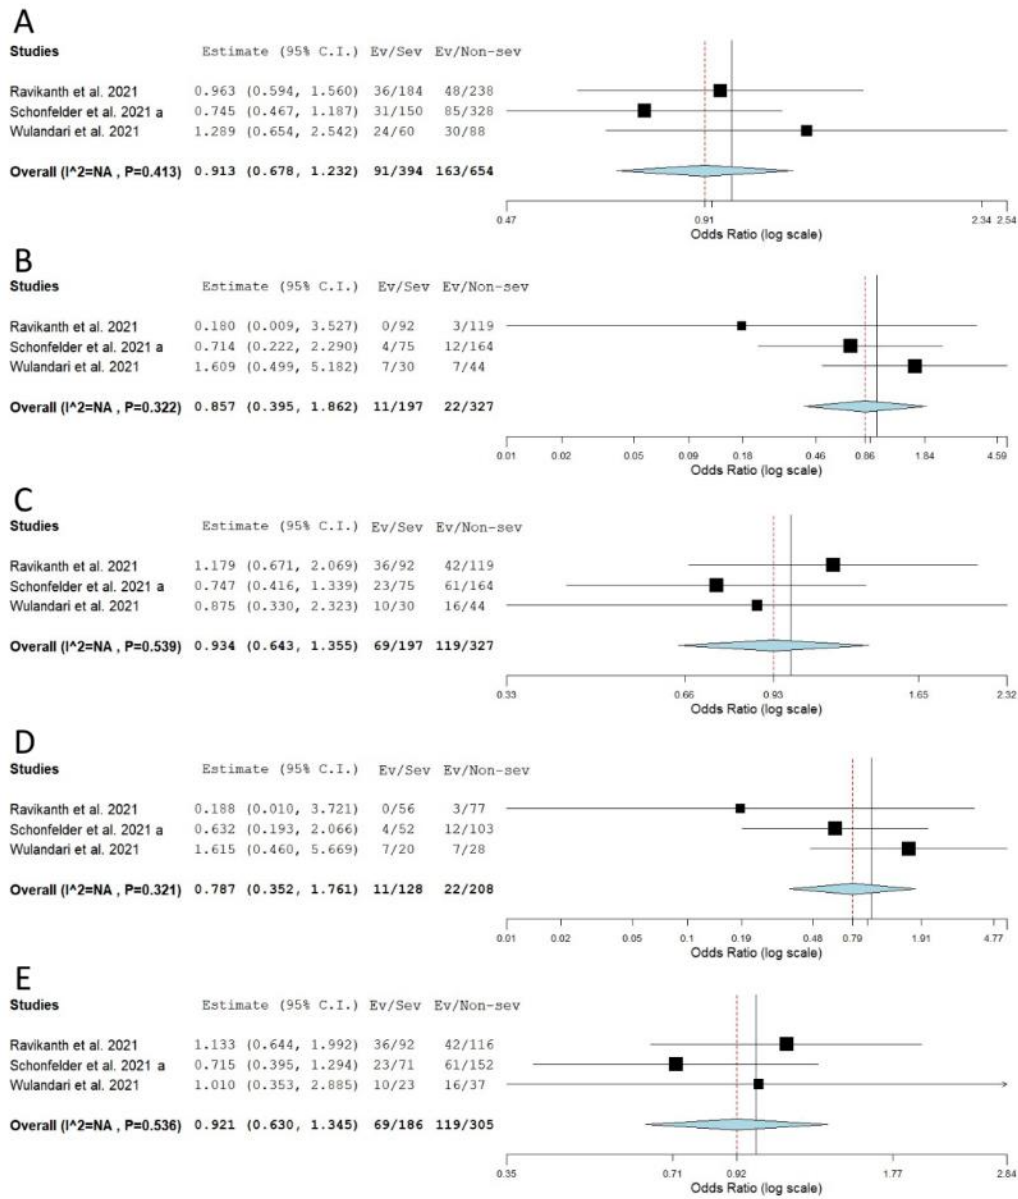 A
Studies Estimate (95% C.I.) Ev/Sev Ev/Non-sev
Ravikanth et al. 2021 0.963 (0.594, 1.560) 36/184 48/238
Schonfelder et al. 2021 a 0.745 (0.467, 1.187) 31/150 85/328
Wulandari et al. 2021 1.289 (0.654, 2.542) 24/60 30/88
Overall (I^2=NA , P=0.413) 0.913 (0.678, 1.232) 91/394 163/654
0.47 0.91 2.34 2.54
Odds Ratio (log scale)
B
Studies Estimate (95% C.I.) Ev/Sev Ev/Non-sev
Ravikanth et al. 2021 0.180 (0.009, 3.527) 0/92 3/119
Schonfelder et al. 2021 a 0.714 (0.222, 2.290) 4/75 12/164
Wulandari et al. 2021 1.609 (0.499, 5.182) 7/30 7/44
Overall (I^2=NA , P=0.322) 0.857 (0.395, 1.862) 11/197 22/327
0.01 0.02 0.05 0.09 0.18 0.46 0.86 1.84 4.59
Odds Ratio (log scale)
C
Studies Estimate (95% C.I.) Ev/Sev Ev/Non-sev
Ravikanth et al. 2021 1.179 (0.671, 2.069) 36/92 42/119
Schonfelder et al. 2021 a 0.747 (0.416, 1.339) 23/75 61/164
Wulandari et al. 2021 0.875 (0.330, 2.323) 10/30 16/44
Overall (I^2=NA , P=0.539) 0.934 (0.643, 1.355) 69/197 119/327
0.33 0.66 0.93 1.65 2.32
Odds Ratio (log scale)
D
Studies Estimate (95% C.I.) Ev/Sev Ev/Non-sev
Ravikanth et al. 2021 0.188 (0.010, 3.721) 0/56 3/77
Schonfelder et al. 2021 a 0.632 (0.193, 2.066) 4/52 12/103
Wulandari et al. 2021 1.615 (0.460, 5.669) 7/20 7/28
Overall (I^2=NA , P=0.321) 0.787 (0.352, 1.761) 11/128 22/208
0.01 0.02 0.05 0.1 0.19 0.48 0.79 1.91 4.77
Odds Ratio (log scale)
E
Studies Estimate (95% C.I.) Ev/Sev Ev/Non-sev
Ravikanth et al. 2021 1.133 (0.644, 1.992) 36/92 42/116
Schonfelder et al. 2021 a 0.715 (0.395, 1.294) 23/71 61/152
Wulandari et al. 2021 1.010 (0.353, 2.885) 10/23 16/37
Overall (I^2=NA , P=0.536) 0.921 (0.630, 1.345) 69/186 119/305
0.35 0.71 0.92 1.77 2.84
Odds Ratio (log scale)